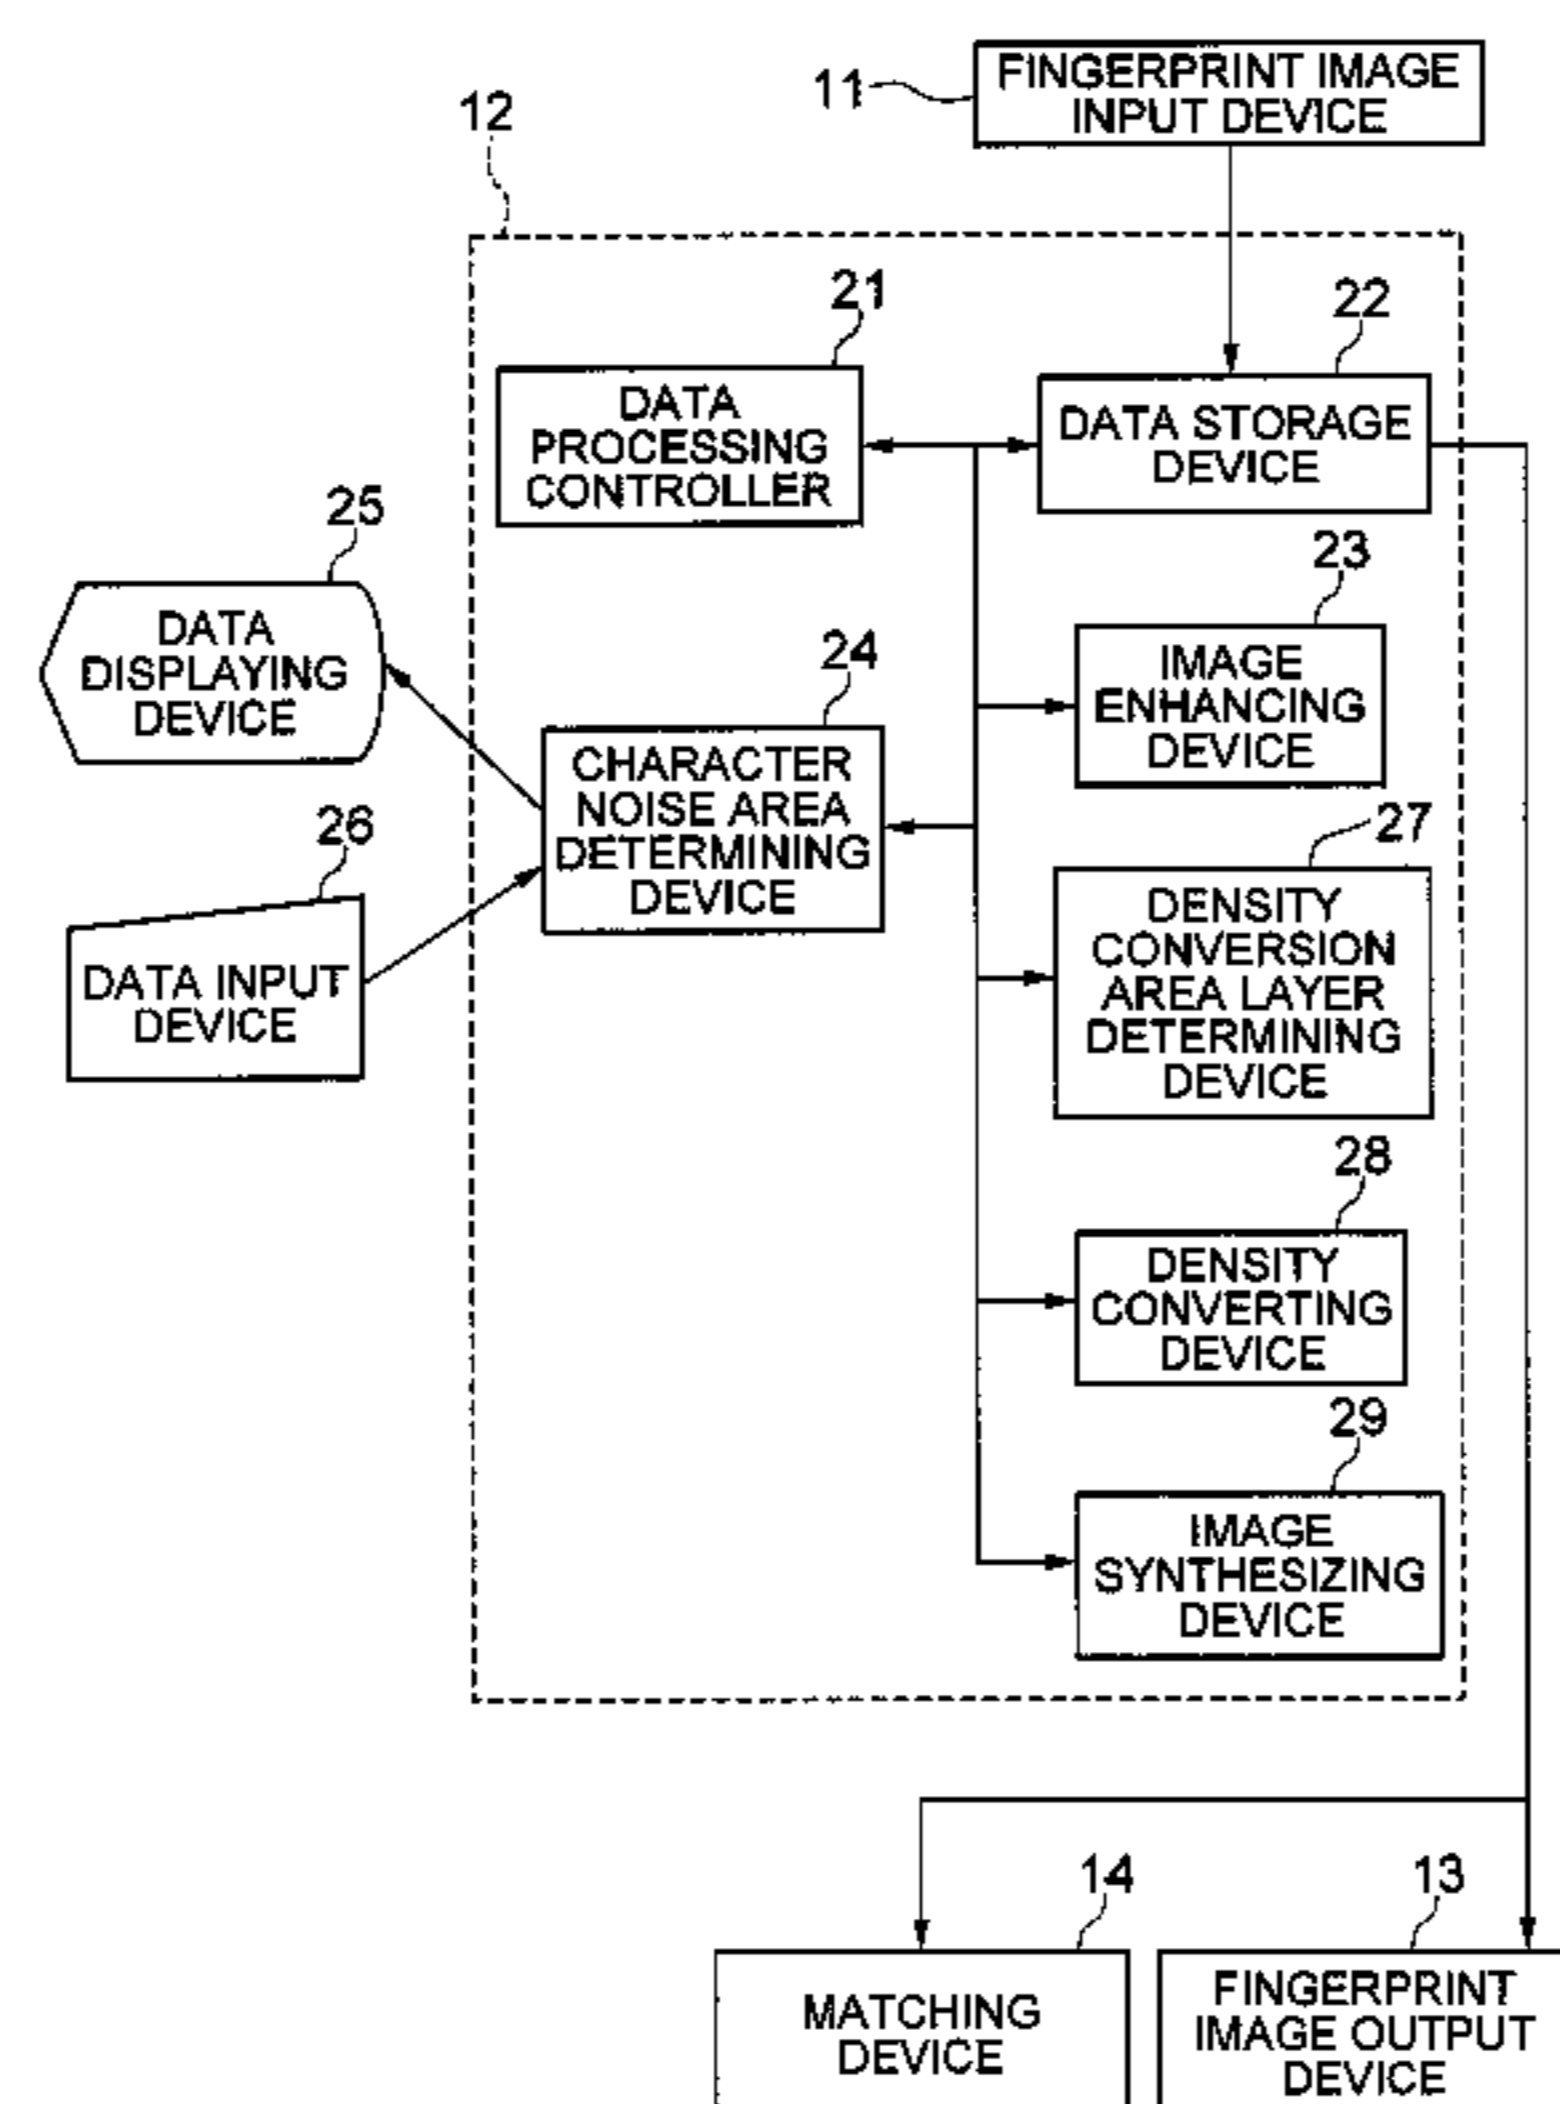 11
FINGERPRINT IMAGE
INPUT DEVICE
12
21
DATA
PROCESSING
CONTROLLER
22
DATA STORAGE
DEVICE
25
DATA
DISPLAYING
DEVICE
23
IMAGE
ENHANCING
DEVICE
24
CHARACTER
NOISE AREA
DETERMINING
DEVICE
26
DATA INPUT
DEVICE
27
DENSITY
CONVERSION
AREA LAYER
DETERMINING
DEVICE
28
DENSITY
CONVERTING
DEVICE
29
IMAGE
SYNTHESIZING
DEVICE
14
MATCHING
DEVICE
13
FINGERPRINT
IMAGE OUTPUT
DEVICE